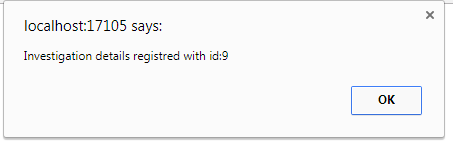 localhost:17105 says:
Investigation details registred with id:9
OK